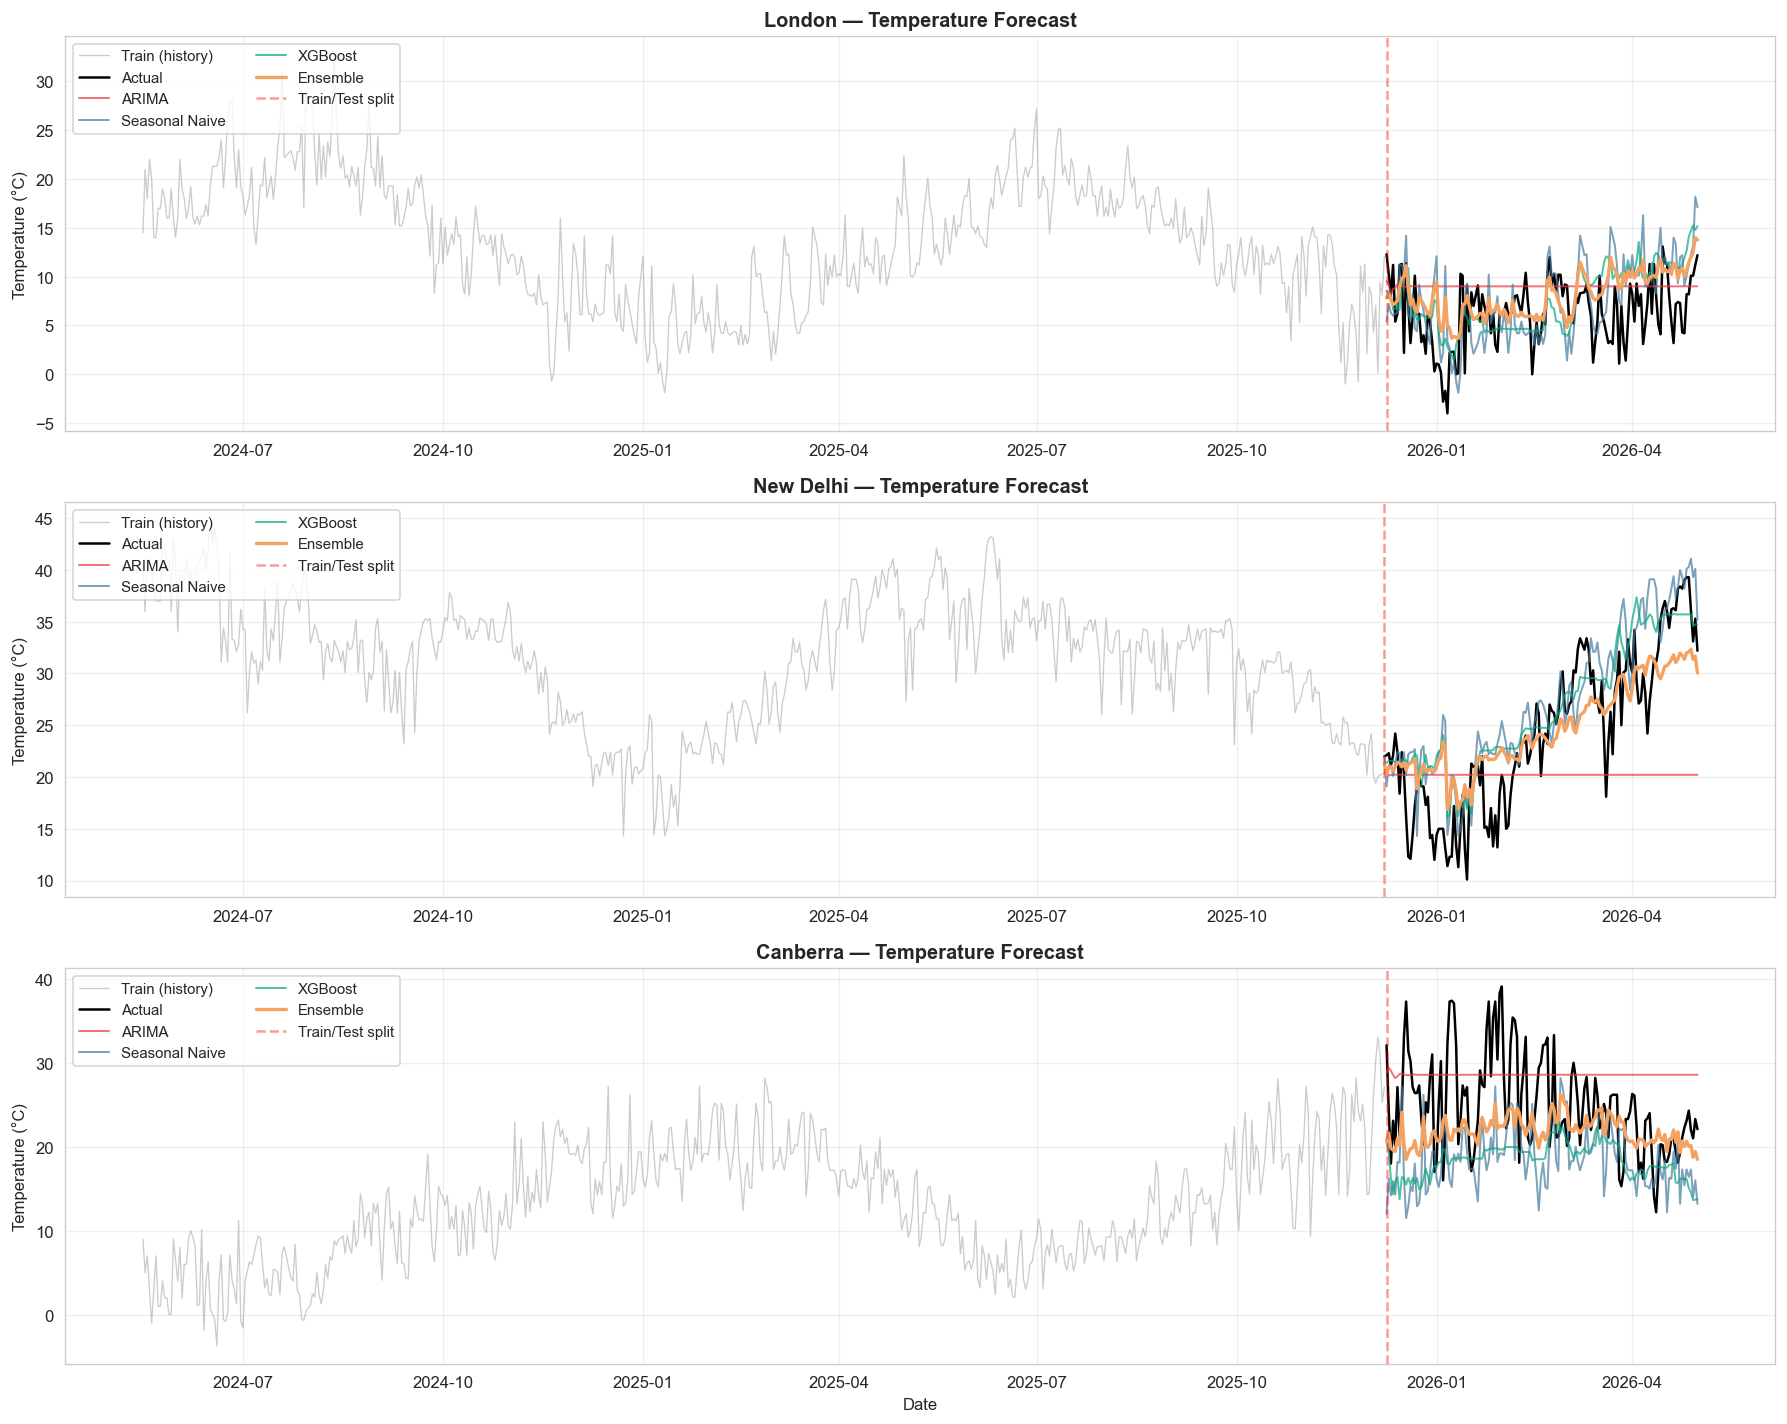 London — Temperature Forecast
Train (history)
Actual
ARIMA
Seasonal Naive
XGBoost
Ensemble
Train/Test split
Temperature (°C)
30
25
20
15
10
5
0
−5
2024-07 2024-10 2025-01 2025-04 2025-07 2025-10 2026-01 2026-04
New Delhi — Temperature Forecast
Train (history)
Actual
ARIMA
Seasonal Naive
XGBoost
Ensemble
Train/Test split
Temperature (°C)
45
40
35
30
25
20
15
10
2024-07 2024-10 2025-01 2025-04 2025-07 2025-10 2026-01 2026-04
Canberra — Temperature Forecast
Train (history)
Actual
ARIMA
Seasonal Naive
XGBoost
Ensemble
Train/Test split
Temperature (°C)
40
30
20
10
0
2024-07 2024-10 2025-01 2025-04 2025-07 2025-10 2026-01 2026-04
Date